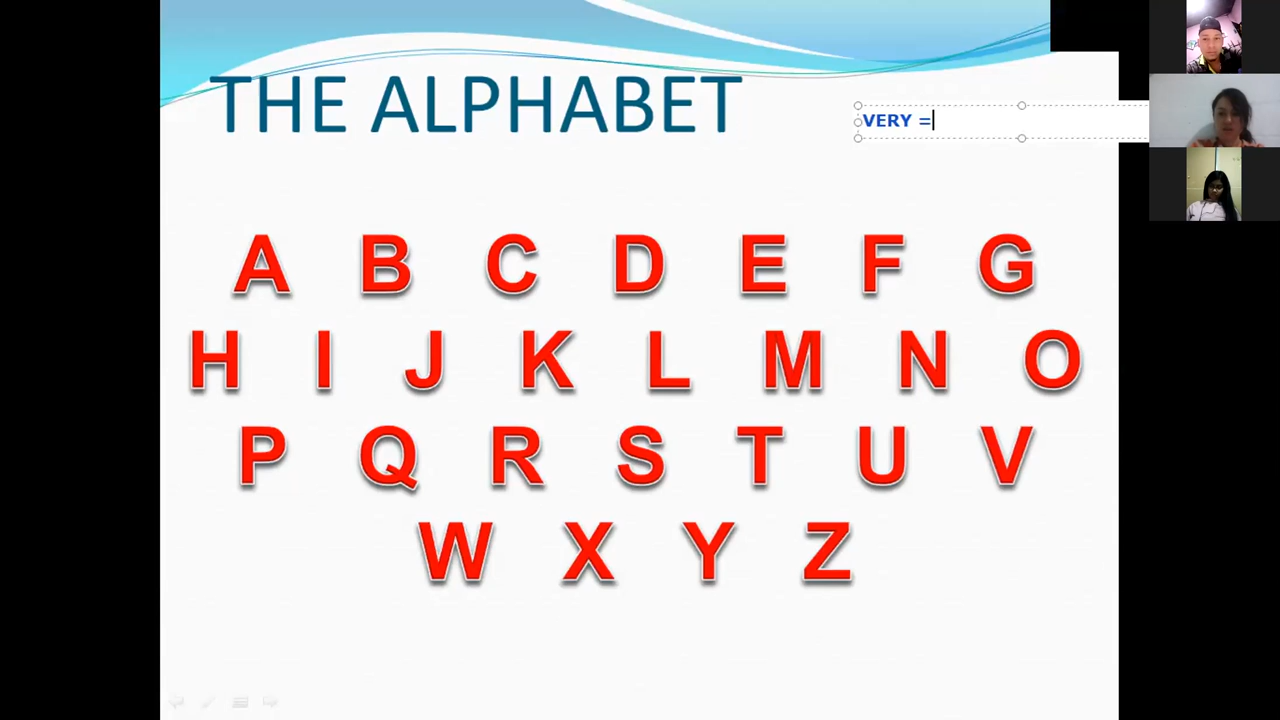 THE ALPHABET
VERY =
A B C D E F G
H I J K L M N O
P Q R S T U V
W X Y Z